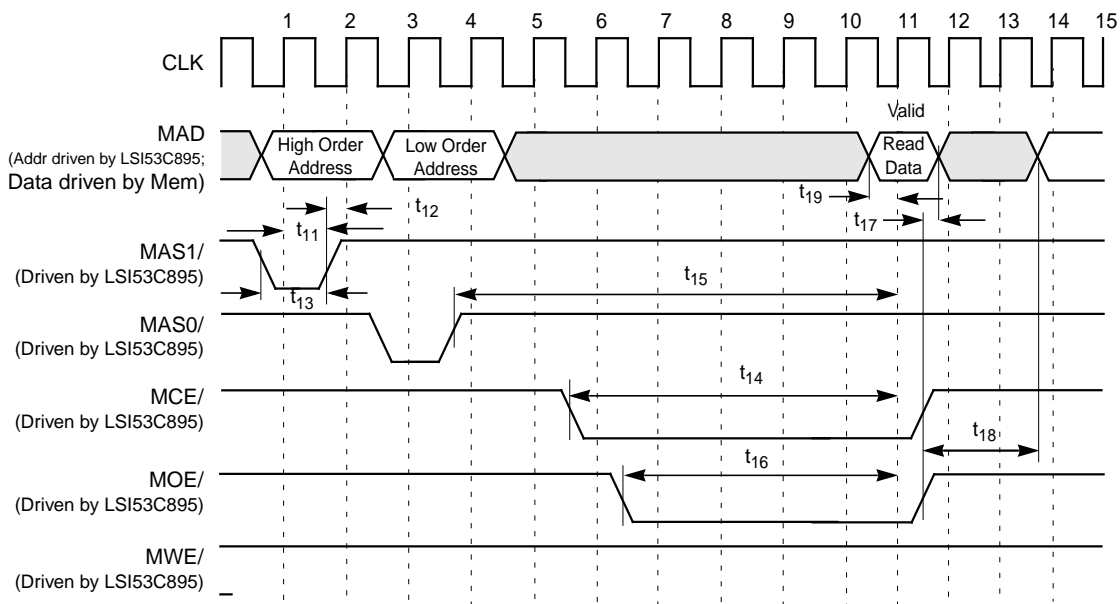 1 2 3 4 5 6 7 8 9 10 11 12 13 14 15
CLK
Valid
MAD
(Addr driven by LSI53C895;
Data driven by Mem)
High Order
Address
Low Order
Address
Read
Data
t19
t12
t17
t11
MAS1/
(Driven by LSI53C895)
t15
t13
MAS0/
(Driven by LSI53C895)
t14
MCE/
(Driven by LSI53C895)
t18
t16
MOE/
(Driven by LSI53C895)
MWE/
(Driven by LSI53C895)